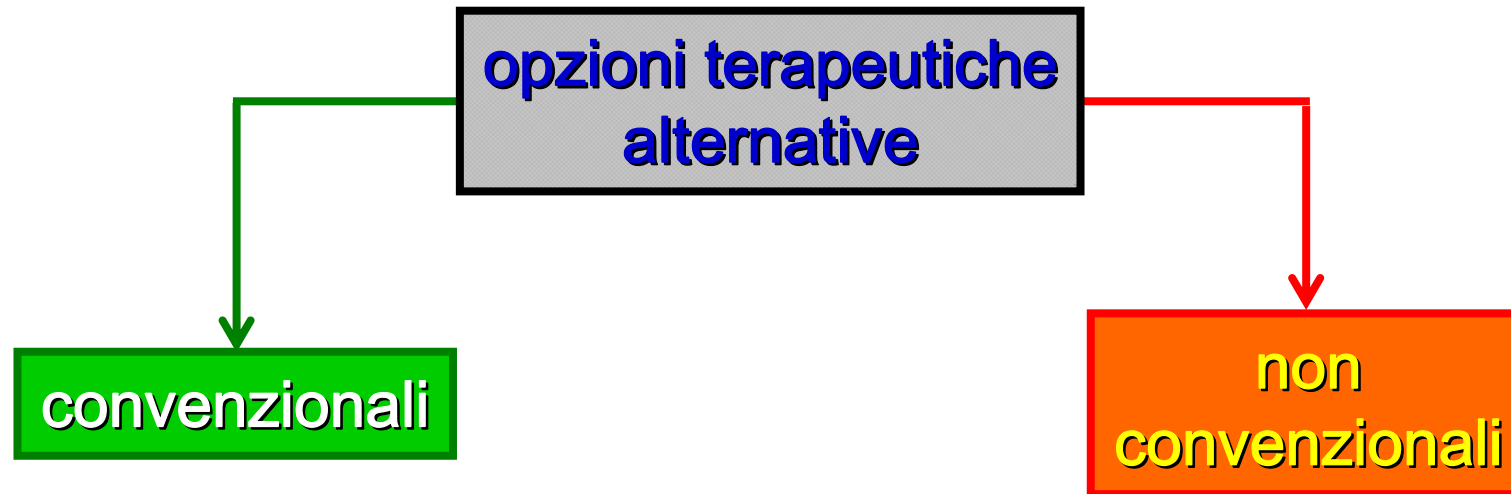 opzioni terapeutiche
alternative
convenzionali
non
convenzionali